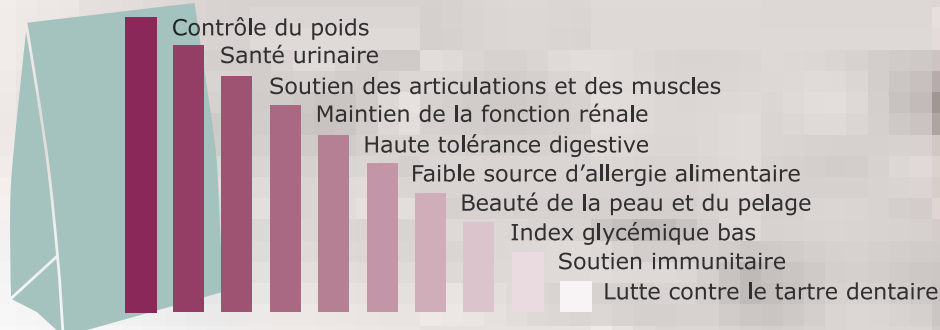 Contrôle du poids
Santé urinaire
Soutien des articulations et des muscles
Maintien de la fonction rénale
Haute tolérance digestive
Faible source d'allergie alimentaire
Beauté de la peau et du pelage
Index glycémique bas
Soutien immunitaire
Lutte contre le tartre dentaire